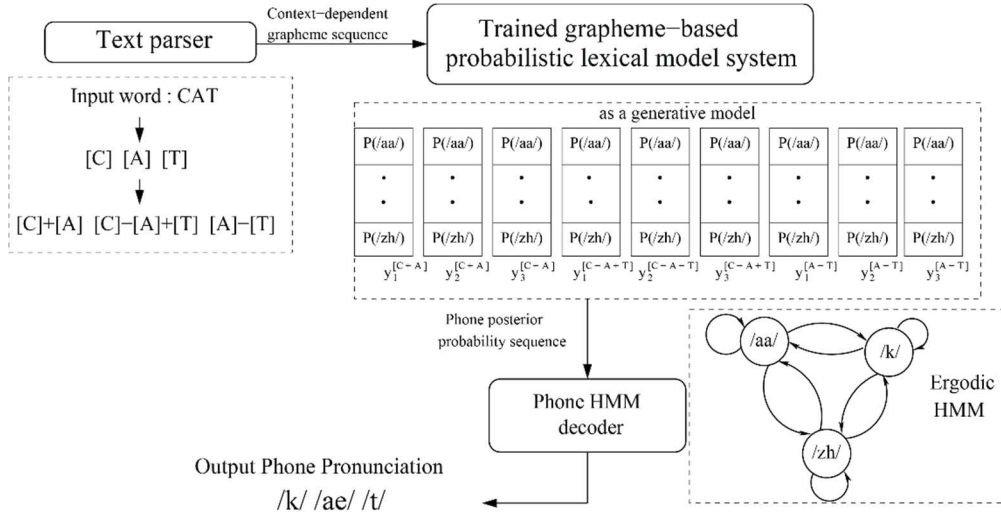 Text parser
Context−dependent
grapheme sequence
Trained grapheme−based
probabilistic lexical model system
Input word : CAT
[C] [A] [T]
[C]+[A] [C]−[A]+[T] [A]−[T]
as a generative model
P(/aa/) P(/aa/) P(/aa/) P(/aa/) P(/aa/) P(/aa/) P(/aa/) P(/aa/) P(/aa/)
P(/zh/) P(/zh/) P(/zh/) P(/zh/) P(/zh/) P(/zh/) P(/zh/) P(/zh/) P(/zh/)
y₁[C+A] y₂[C+A] y₃[C−A] y₁[C−A+T] y₂[C−A−T] y₃[C−A+T] y₁[A−T] y₂[A−T] y₃[A−T]
Phone posterior
probability sequence
Phone HMM
decoder
/aa/
/k/
/zh/
Ergodic
HMM
Output Phone Pronunciation
/k/ /ae/ /t/